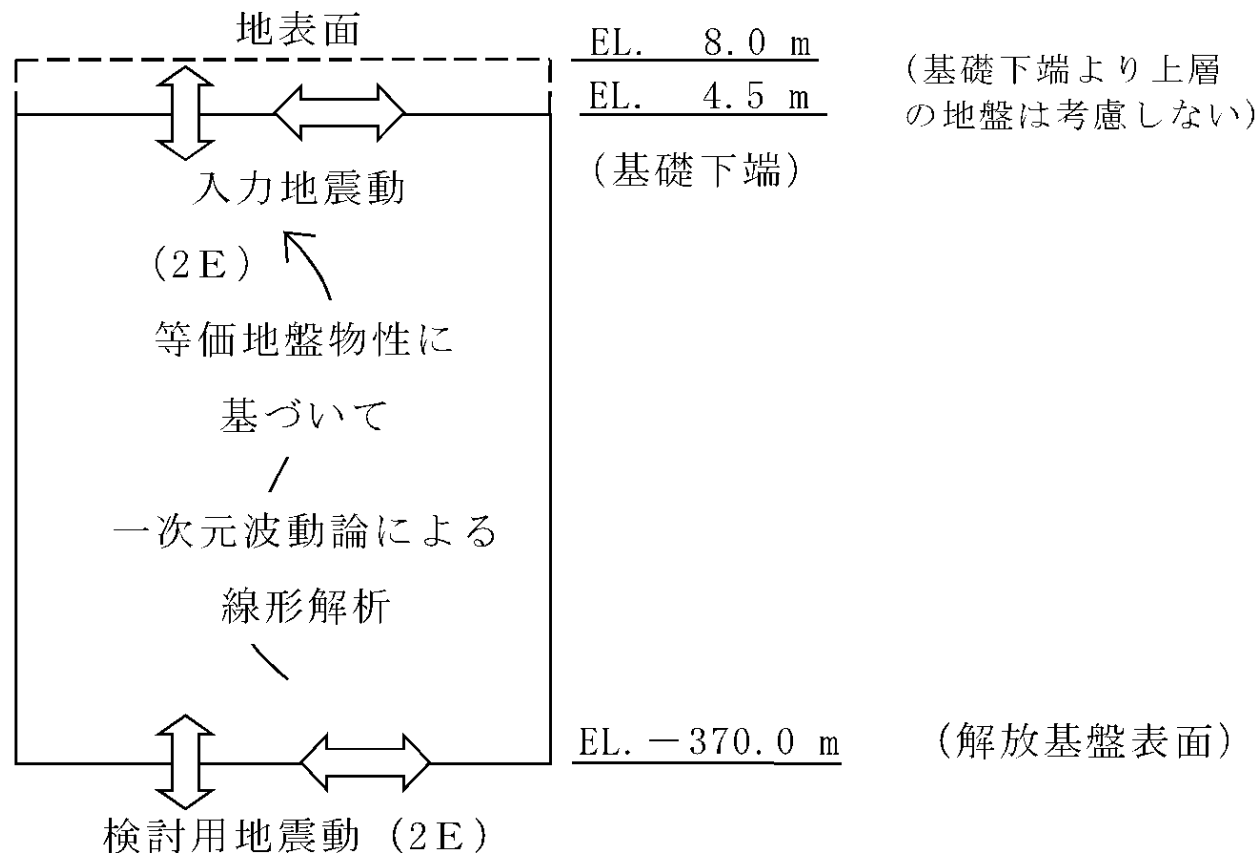 地表面
EL. 8.0 m
(基礎下端より上層
の地盤は考慮しない)
EL. 4.5 m
(基礎下端)
入力地震動
(2E)
等価地盤物性に
基づいて
一次元波動論による
線形解析
EL.－370.0 m
(解放基盤表面)
検討用地震動 (2E)